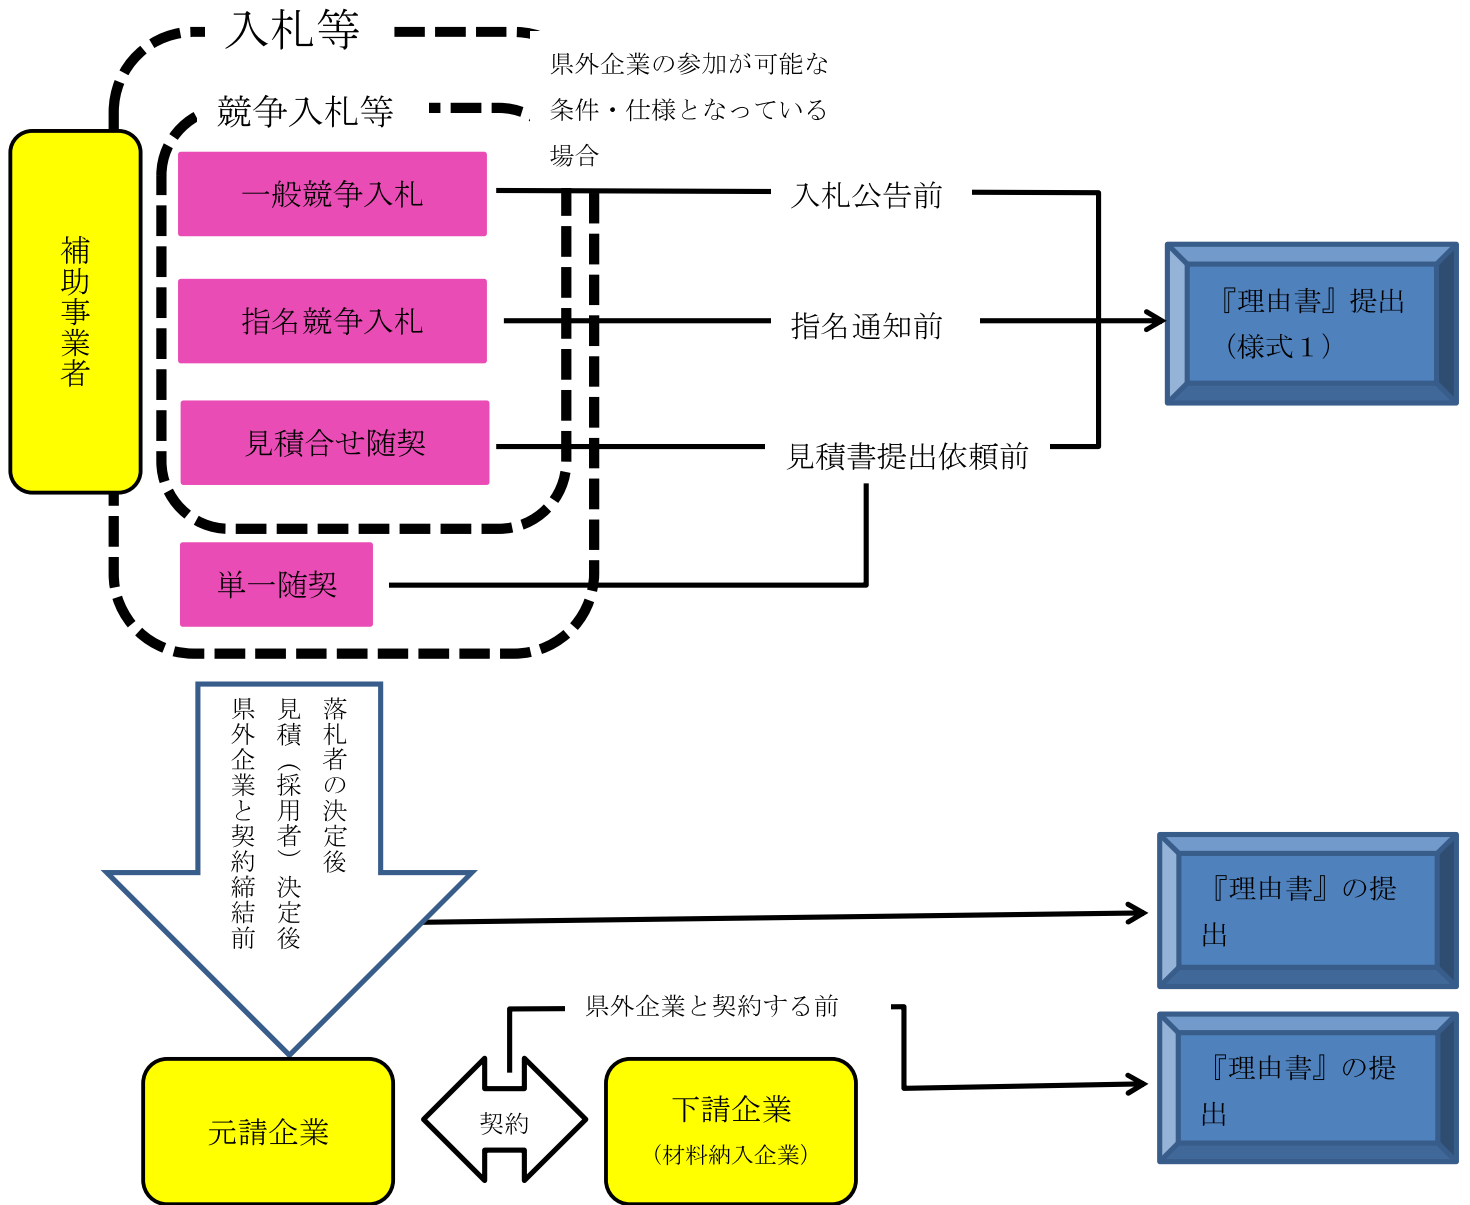 入札等
県外企業の参加が可能な
条件・仕様となっている
場合
競争入札等
補助事業者
一般競争入札
入札公告前
指名競争入札
指名通知前
『理由書』提出
（様式１）
見積合せ随契
見積書提出依頼前
単一随契
落札者の決定後
見積（採用者）決定後
県外企業と契約締結前
『理由書』の提
出
県外企業と契約する前
『理由書』の提
出
元請企業
契約
下請企業
（材料納入企業）